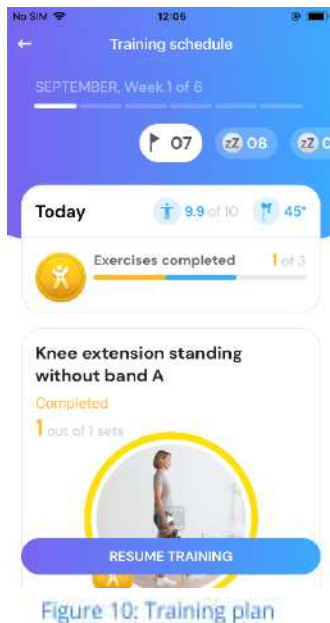 No SIM 12:06
Training schedule
SEPTEMBER, Week 1 of 6
07 zZ 08 zZ
Today 9.9 of 10 45°
Exercises completed 1 of 3
Knee extension standing
without band A
Completed
1 out of 1 sets
RESUME TRAINING
Figure 10: Training plan